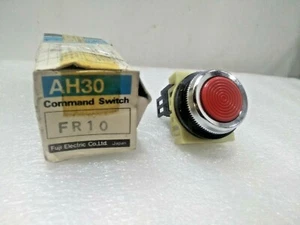 AH30
Command Switch
FR10
Fuji Electric Co., Ltd. Japan